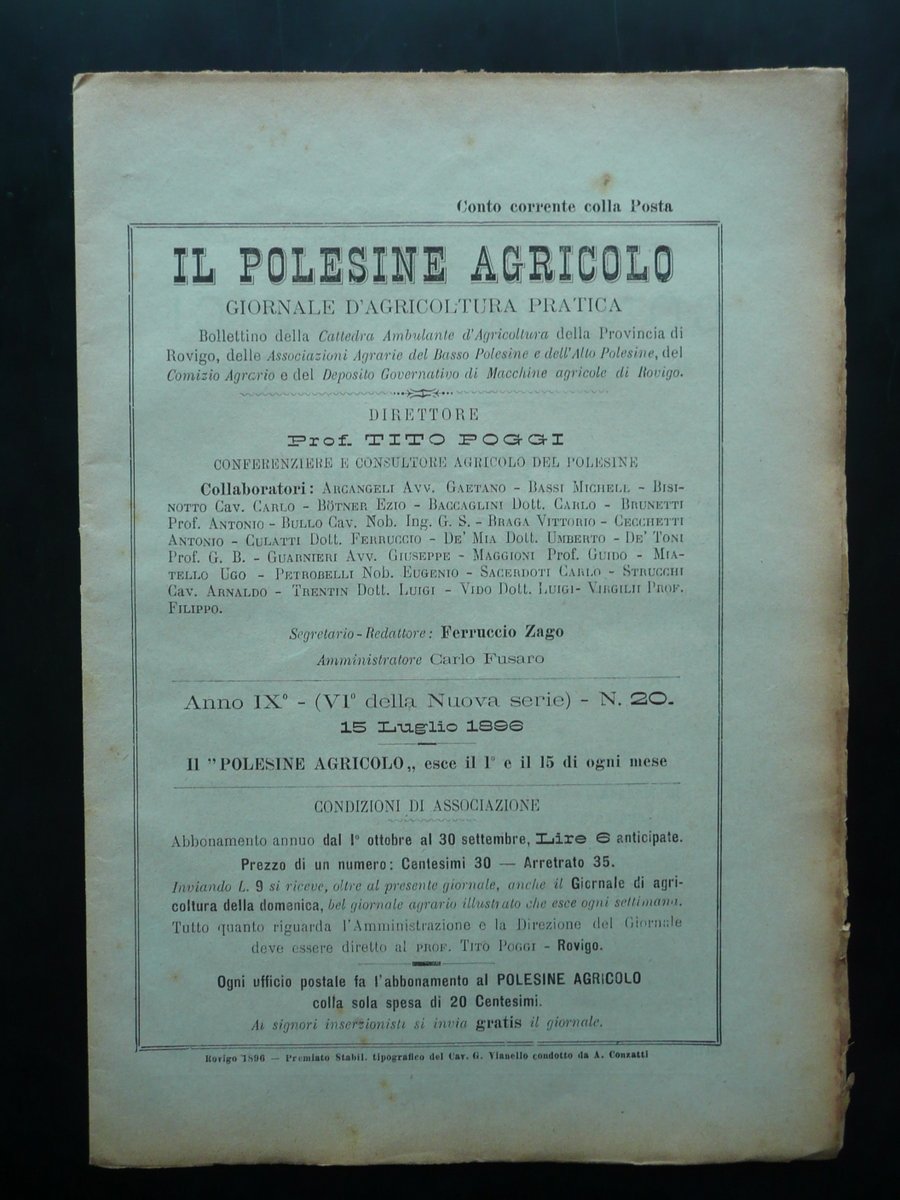 Conto corrente colla Posta
IL POLESINE AGRICOLO
GIORNALE D'AGRICOLTURA PRATICA
Bollettino della Cattedra Ambulante d'Agricoltura della Provincia di
Rovigo, delle Associazioni Agrarie del Basso Polesine e dell'Alto Polesine, del
Comizio Agrario e del Deposito Governativo di Macchine agricole di Rovigo.
DIRETTORE
Prof. TITO POGGI
CONFERENZIERE E CONSULTORE AGRICOLO DEL POLESINE
Collaboratori: ARCANGELI AVV. GAETANO - BASSI MICHELE - BISI-
NOTTO CAV. CARLO - BÖTNER EZIO - BACCAGLINI DOTT. CARLO - BRUNETTI
Prof. ANTONIO - BULLO CAV. NOB. ING. G. S. - BRAGA VITTORIO - CECCHETTI
ANTONIO - CULATTI DOTT. FERRUCCIO - DE' MIA DOTT. UMBERTO - DE' TONI
Prof. G. B. - GUARNIERI AVV. GIUSEPPE - MAGGIONI PROF. GUIDO - MIA-
TELLO UGO - PETROBELLI NOB. EUGENIO - SACERDOTI CARLO - STRUCCHI
CAV. ARNALDO - TRENTIN DOTT. LUIGI - VIDO DOTT. LUIGI- VIRGILII PROF.
FILIPPO.
Segretario-Redattore: Ferruccio Zago
Amministratore Carlo Fusaro
Anno IX° - (VI° della Nuova serie) - N. 20.
15 Luglio 1896
Il "POLESINE AGRICOLO„ esce il 1° e il 15 di ogni mese
CONDIZIONI DI ASSOCIAZIONE
Abbonamento annuo dal 1° ottobre al 30 settembre, Lire 6 anticipate.
Prezzo di un numero: Centesimi 30 — Arretrato 35.
Inviando L. 9 si riceve, oltre al presente giornale, anche il Giornale di agri-
coltura della domenica, bel giornale agrario illustrato che esce ogni settimana.
Tutto quanto riguarda l'Amministrazione e la Direzione del Giornale
deve essere diretto al PROF. TITO POGGI - Rovigo.
Ogni ufficio postale fa l'abbonamento al POLESINE AGRICOLO
colla sola spesa di 20 Centesimi.
Ai signori inserzionisti si invia gratis il giornale.
Rovigo 1896 — Premiato Stabil. tipografico del Cav. G. Vianello condotto da A. Conzatti